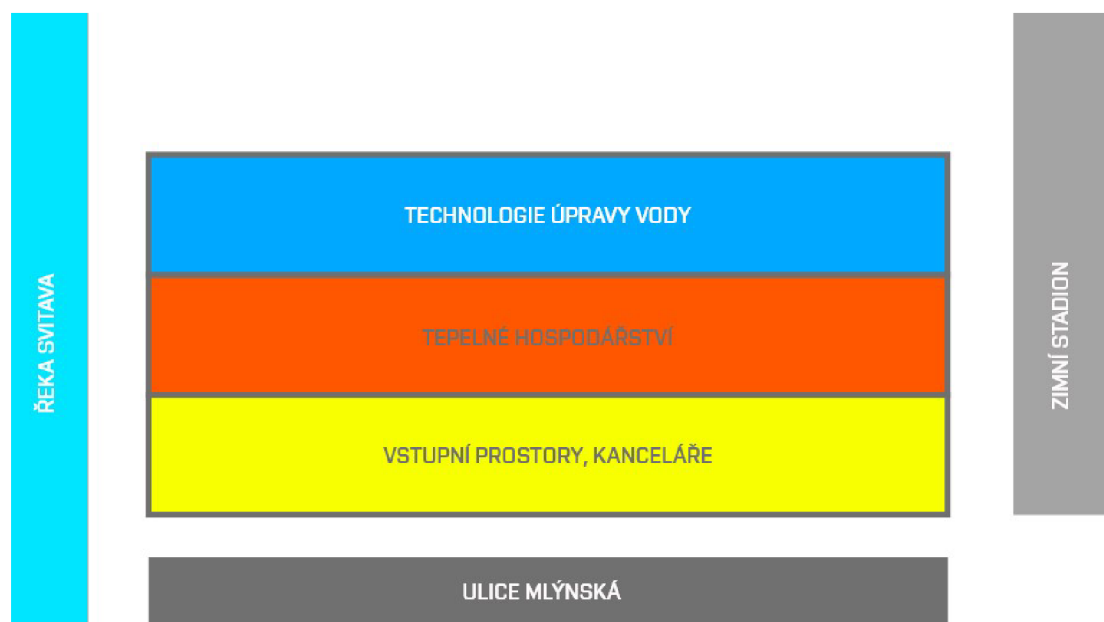 TECHNOLOGIE ÚPRAVY VODY
TEPELNÉ HOSPODÁŘSTVÍ
VSTUPNÍ PROSTORY, KANCELÁŘE
ULICE MLÝNSKÁ
ŘEKA SVITAVA
ZIMNÍ STADION